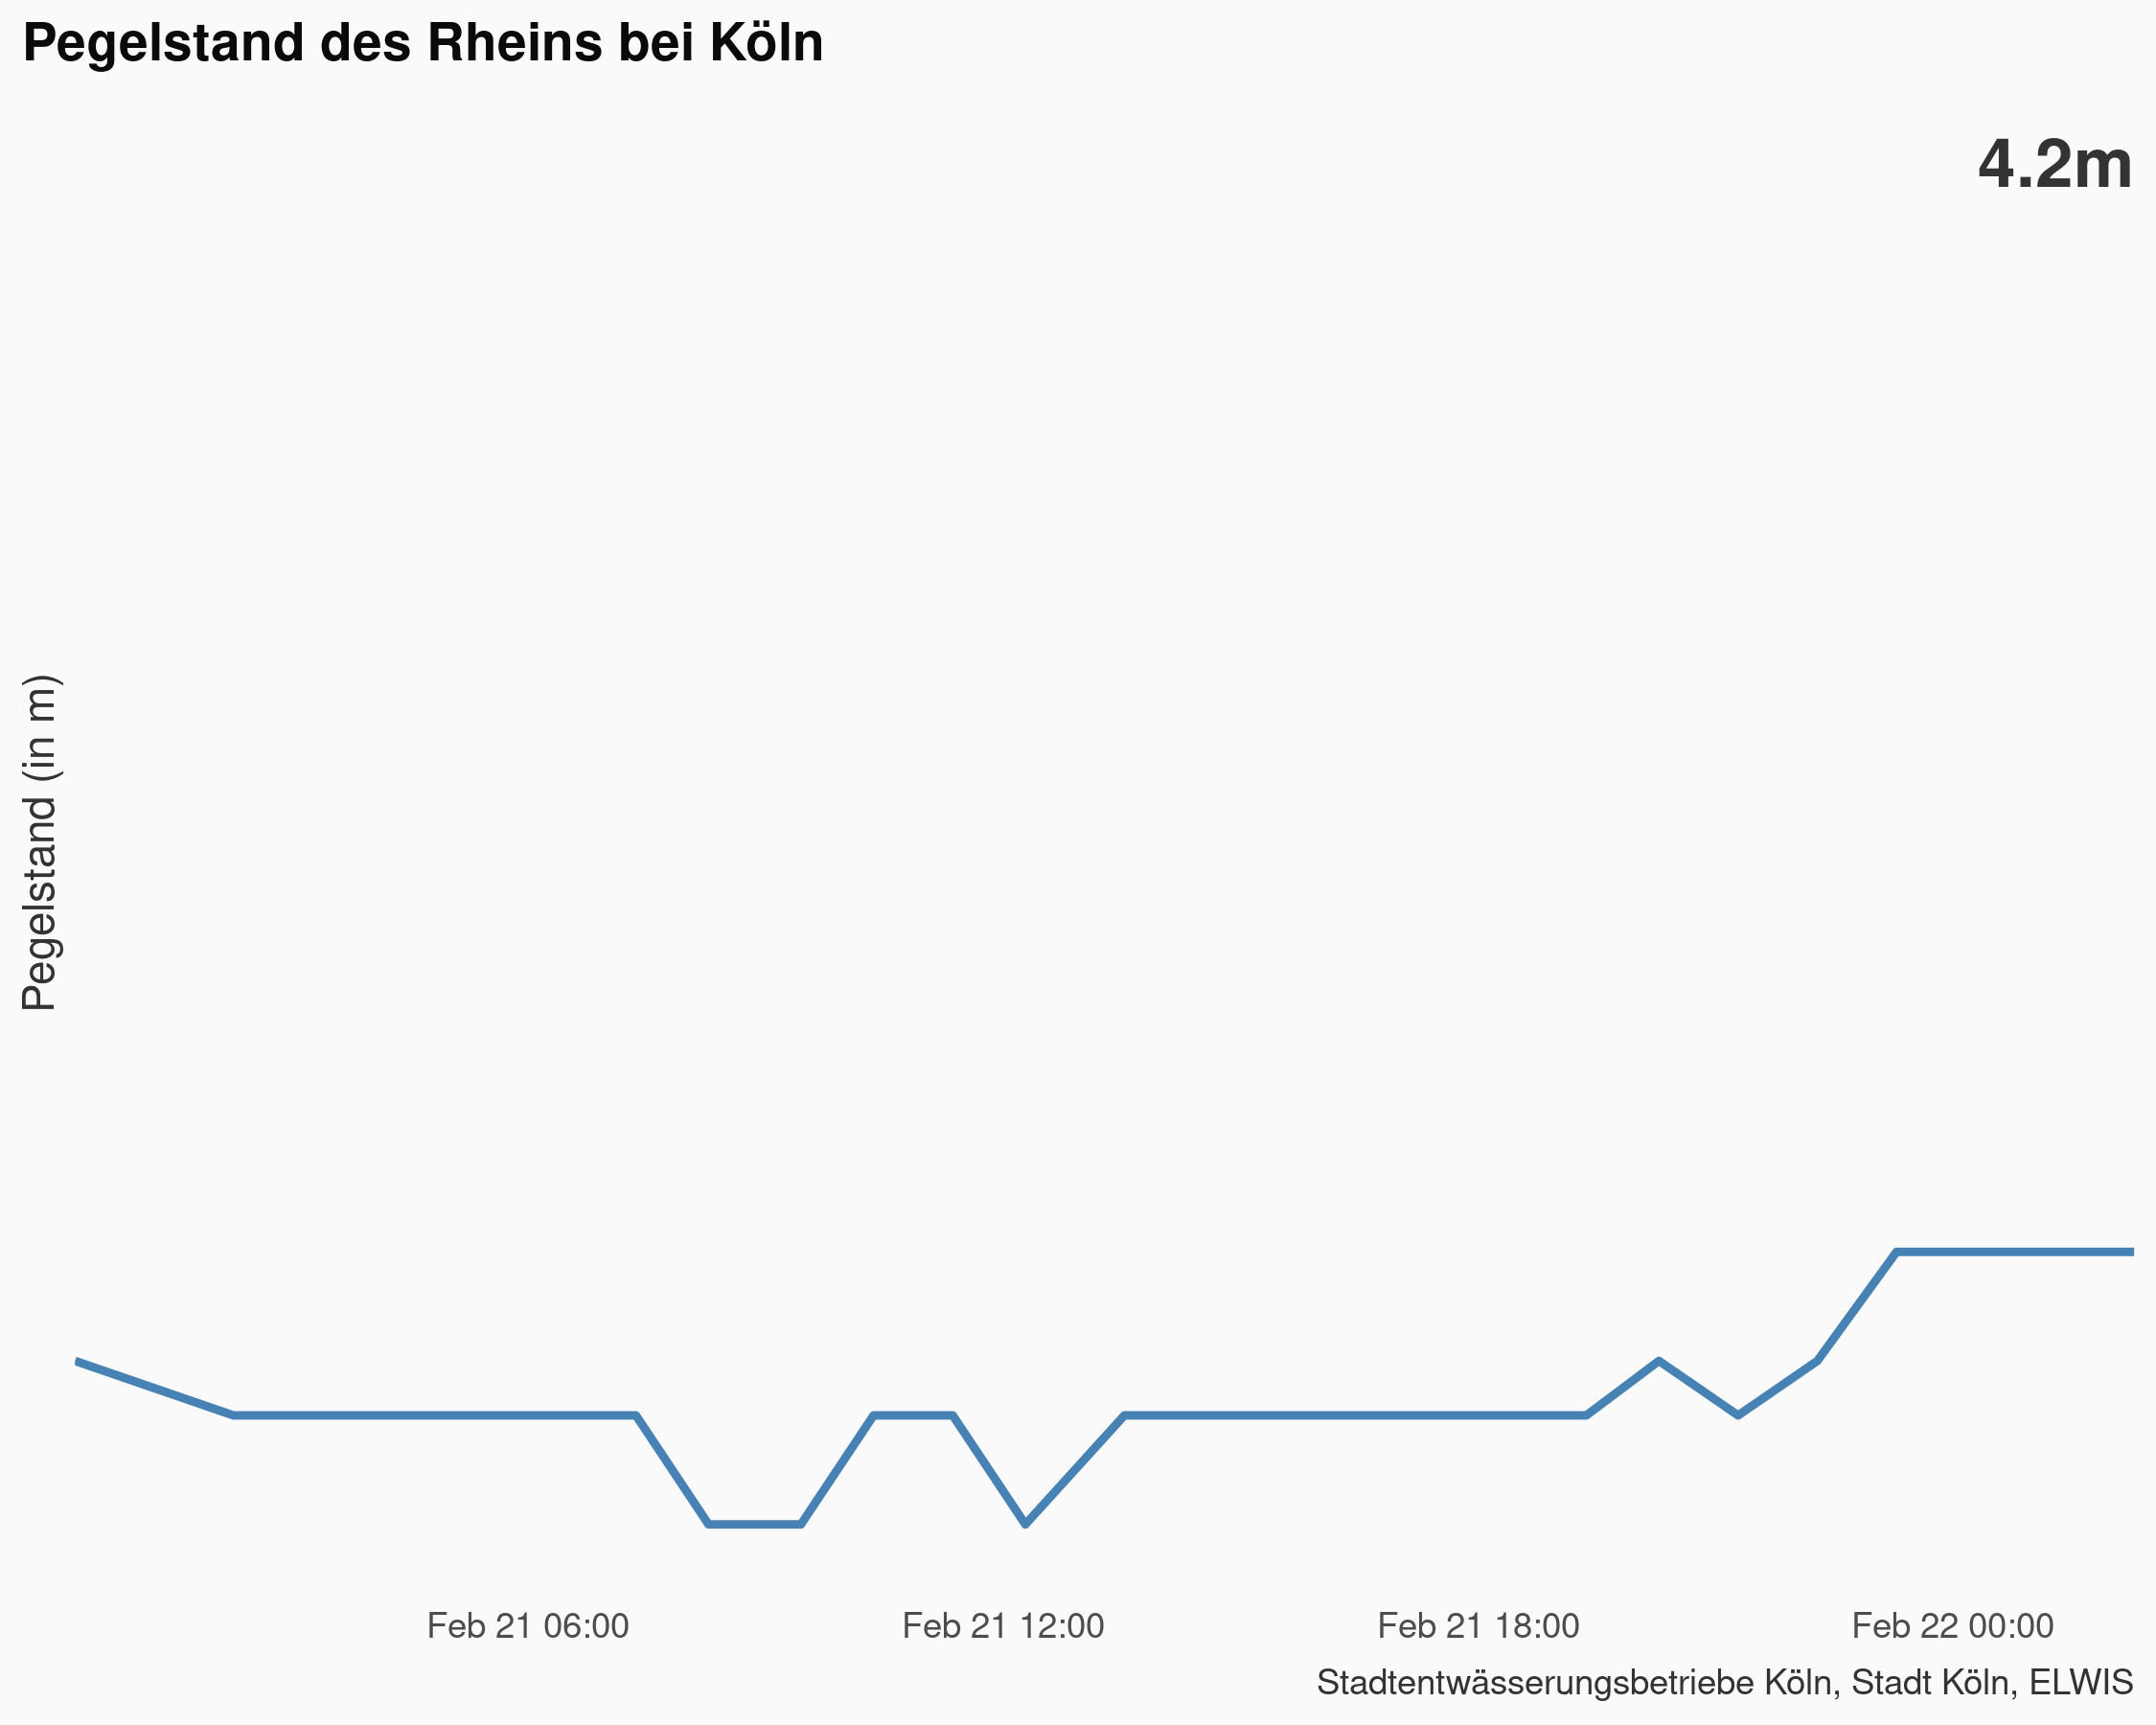 Pegelstand des Rheins bei Köln
4.2m
Pegelstand (in m)
Feb 21 06:00
Feb 21 12:00
Feb 21 18:00
Feb 22 00:00
Stadtentwässerungsbetriebe Köln, Stadt Köln, ELWIS